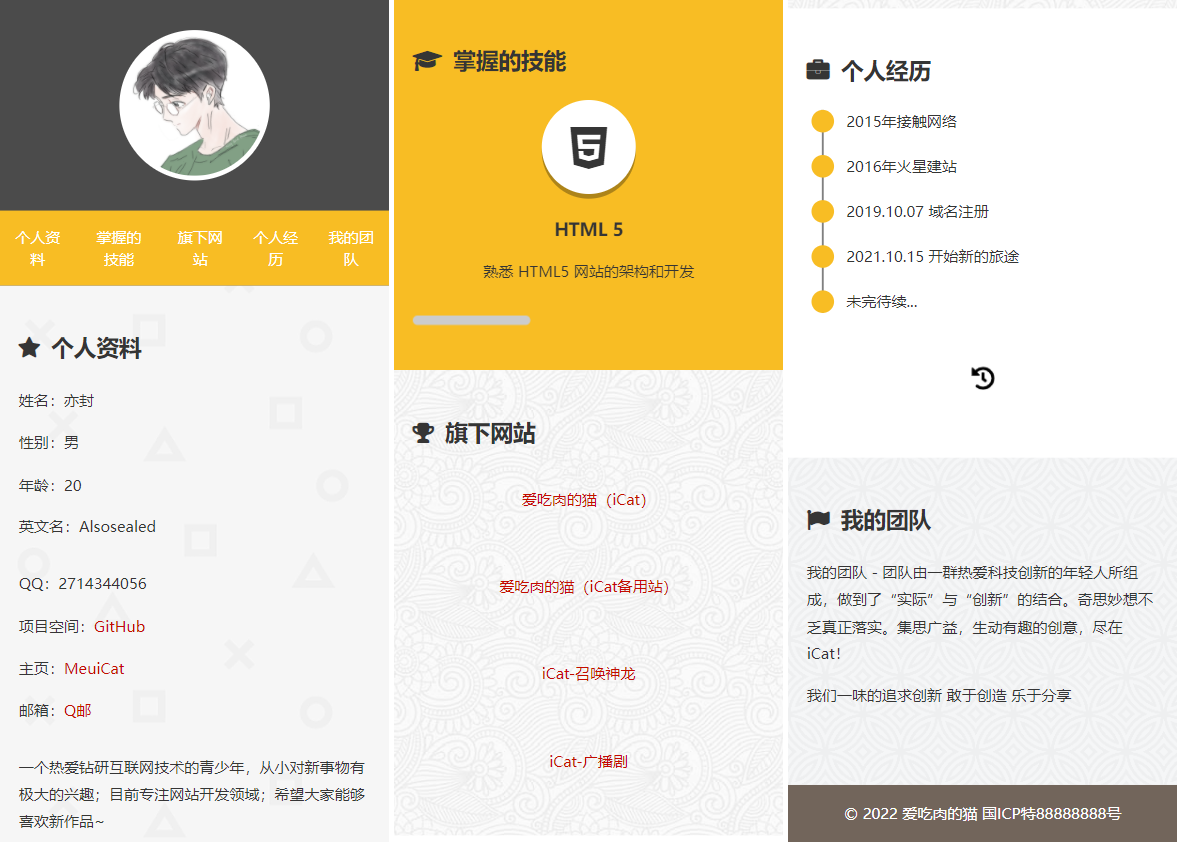 个人资
料
掌握的
技能
旗下网
站
个人经
历
我的团
队
个人资料
姓名：亦封
性别：男
年龄：20
英文名：Alsosealed
QQ：2714344056
项目空间：GitHub
主页：MeuiCat
邮箱：Q邮
一个热爱钻研互联网技术的青少年，从小对新事物有
极大的兴趣；目前专注网站开发领域；希望大家能够
喜欢新作品~
掌握的技能
HTML 5
熟悉 HTML5 网站的架构和开发
旗下网站
爱吃肉的猫（iCat）
爱吃肉的猫（iCat备用站）
iCat-召唤神龙
iCat-广播剧
个人经历
2015年接触网络
2016年火星建站
2019.10.07 域名注册
2021.10.15 开始新的旅途
未完待续...
我的团队
我的团队 - 团队由一群热爱科技创新的年轻人所组
成，做到了“实际”与“创新”的结合。奇思妙想不
乏真正落实。集思广益，生动有趣的创意，尽在
iCat！
我们一味的追求创新 敢于创造 乐于分享
© 2022 爱吃肉的猫 国ICP特88888888号